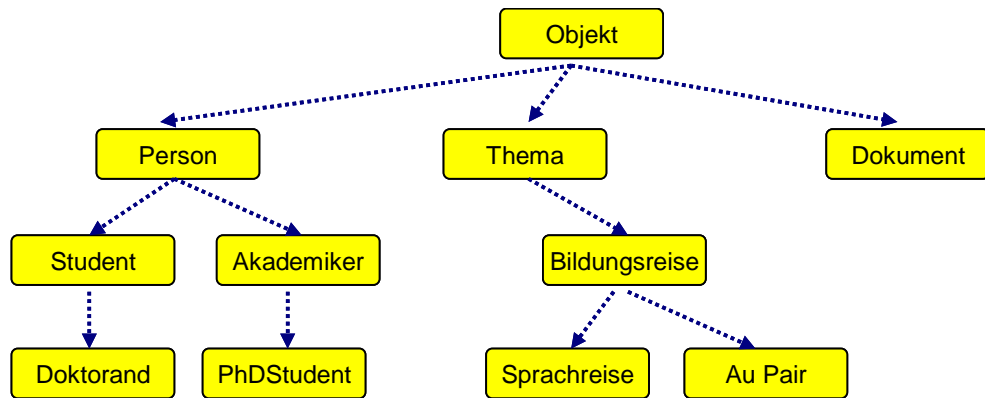 Objekt
Person
Thema
Dokument
Student
Akademiker
Bildungsreise
Doktorand
PhDStudent
Sprachreise
Au Pair